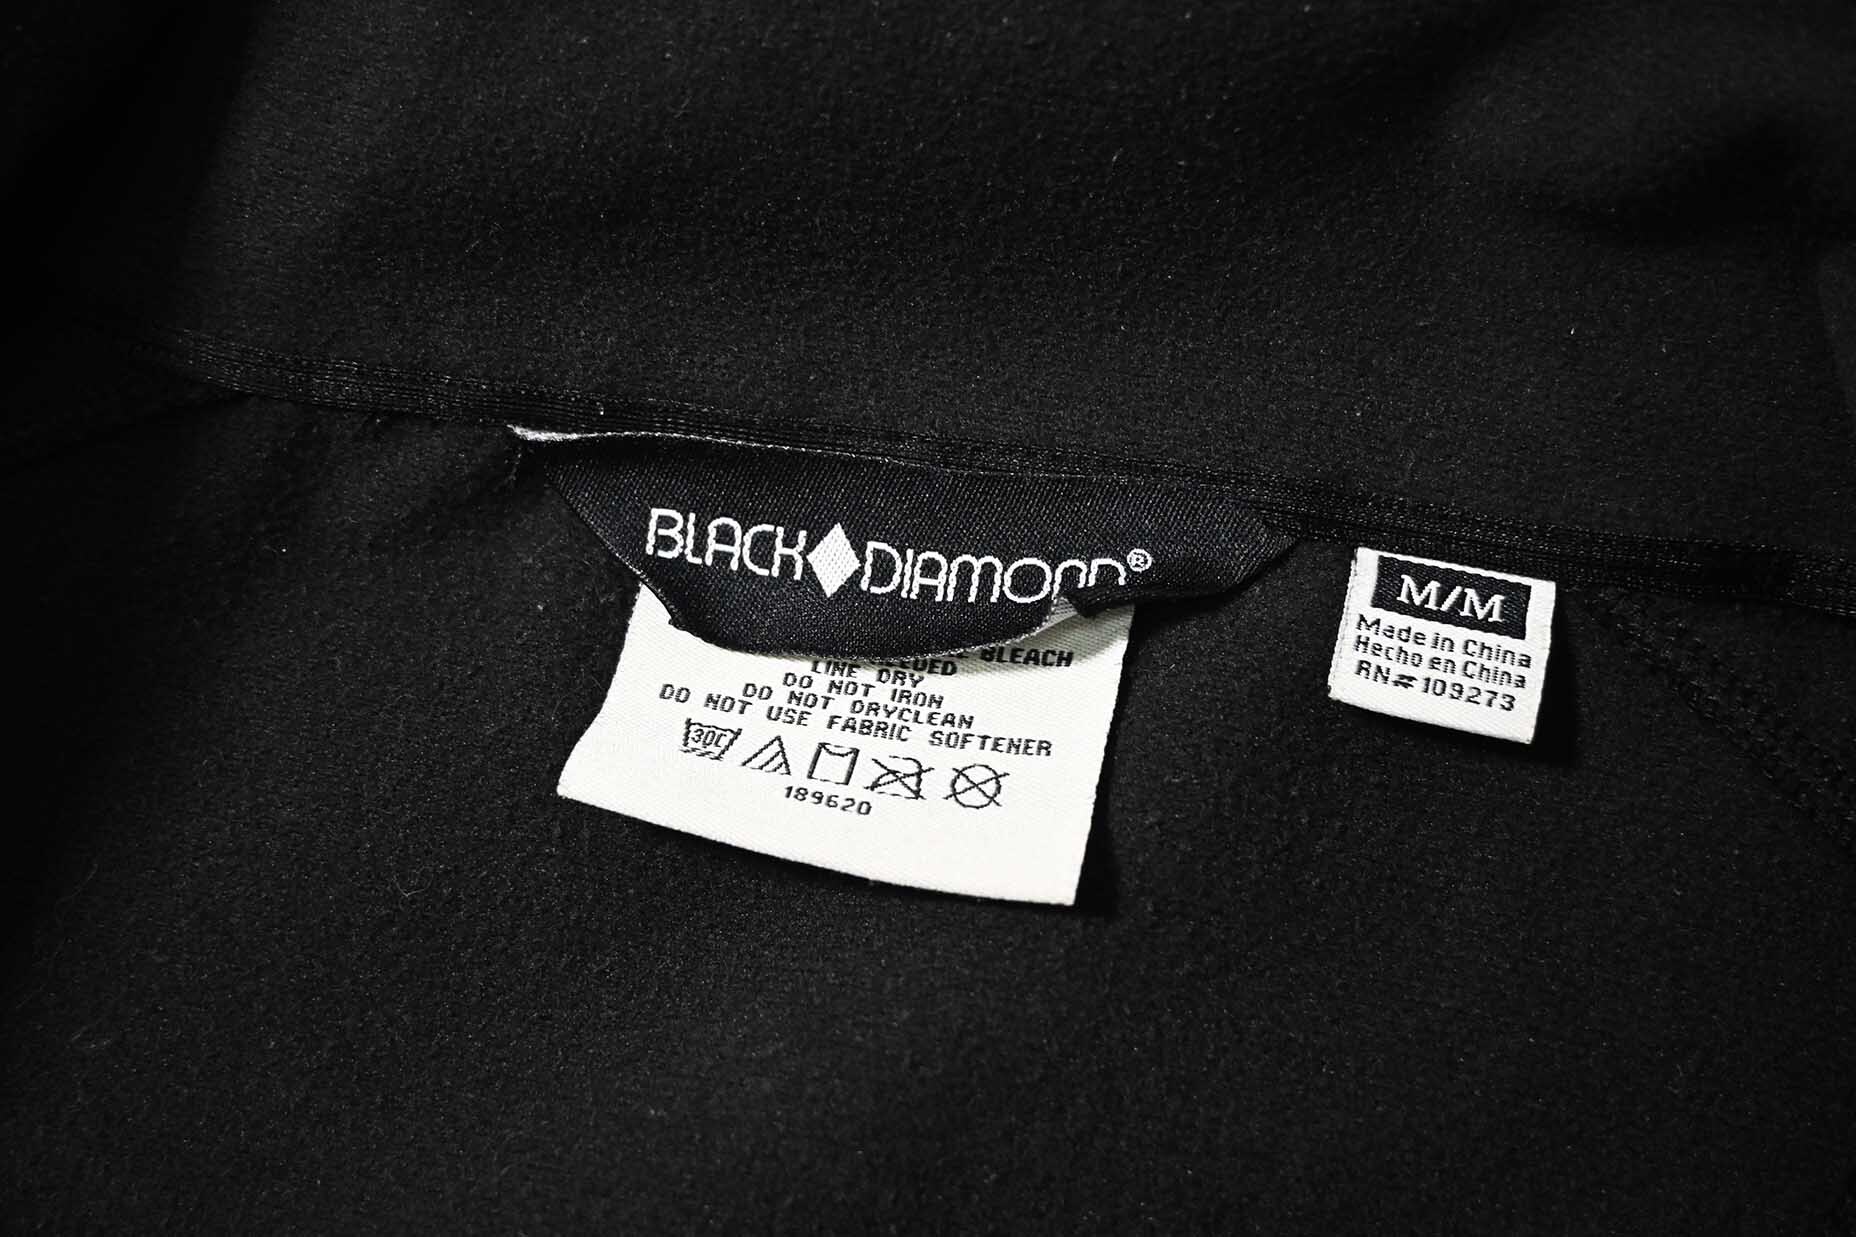 BLACK DIAMOND®
BLEACH
LINE DRY
DO NOT IRON
DO NOT DRYCLEAN
DO NOT USE FABRIC SOFTENER
30C
189620
M/M
Made in China
Hecho en China
RN#109273